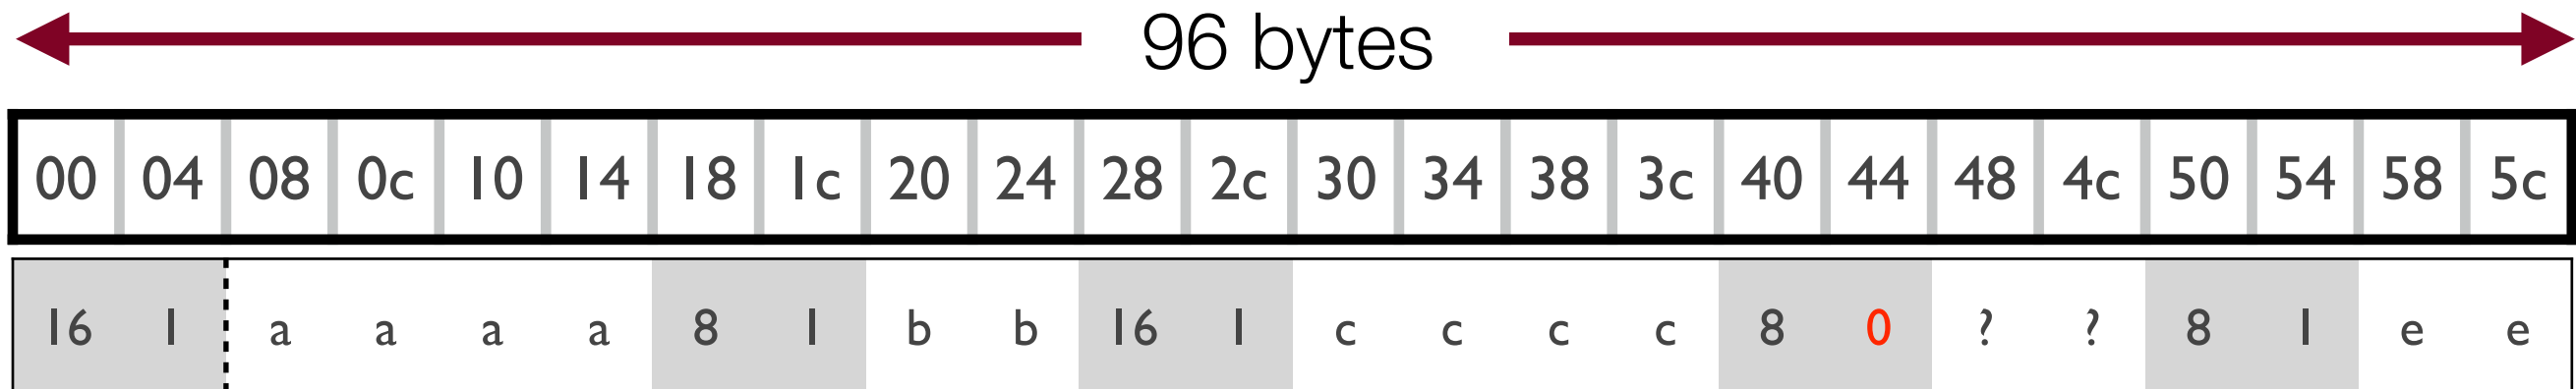 96 bytes
00 04 08 0c 10 14 18 1c 20 24 28 2c 30 34 38 3c 40 44 48 4c 50 54 58 5c
16 1 a a a a 8 1 b b 16 1 c c c c 8 0 ? ? 8 1 e e